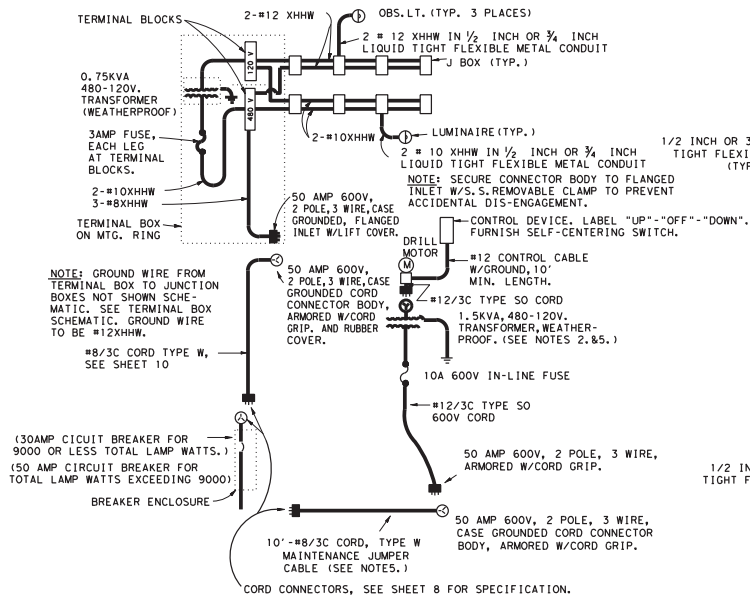 TERMINAL BLOCKS
2-#12 XHHW
OBS.LT.(TYP. 3 PLACES)
2 # 12 XHHW IN 1/2 INCH OR 3/4 INCH
LIQUID TIGHT FLEXIBLE METAL CONDUIT
J BOX (TYP.)
120 V
480 V
0.75KVA
480-120V.
TRANSFORMER
(WEATHERPROOF)
3AMP FUSE,
EACH LEG
AT TERMINAL
BLOCKS.
2-#10XHHW
3-#8XHHW
TERMINAL BOX
ON MTG. RING
2-#10XHHW
LUMINAIRE(TYP.)
2 # 10 XHHW IN 1/2 INCH OR 3/4 INCH
LIQUID TIGHT FLEXIBLE METAL CONDUIT
NOTE: SECURE CONNECTOR BODY TO FLANGED
INLET W/S.S.REMOVABLE CLAMP TO PREVENT
ACCIDENTAL DIS-ENGAGEMENT.
1/2 INCH OR 3
TIGHT FLEXI
(TYP
50 AMP 600V,
2 POLE,3 WIRE,CASE
GROUNDED, FLANGED
INLET W/LIFT COVER.
CONTROL DEVICE. LABEL "UP"-"OFF"-"DOWN".
FURNISH SELF-CENTERING SWITCH.
DRILL
MOTOR
M
#12 CONTROL CABLE
W/GROUND,10'
MIN. LENGTH.
#12/3C TYPE SO CORD
1.5KVA,480-120V.
TRANSFORMER,WEATHER-
PROOF. (SEE NOTES 2.&5.)
NOTE: GROUND WIRE FROM
TERMINAL BOX TO JUNCTION
BOXES NOT SHOWN SCHE-
MATIC. SEE TERMINAL BOX
SCHEMATIC. GROUND WIRE
TO BE #12XHHW.
50 AMP 600V,
2 POLE,3 WIRE,CASE
GROUNDED CORD
CONNECTOR BODY,
ARMORED W/CORD
GRIP. AND RUBBER
COVER.
#8/3C CORD TYPE W,
SEE SHEET 10
10A 600V IN-LINE FUSE
#12/3C TYPE SO
600V CORD
(30AMP CICUIT BREAKER FOR
9000 OR LESS TOTAL LAMP WATTS.)
(50 AMP CIRCUIT BREAKER FOR
TOTAL LAMP WATTS EXCEEDING 9000)
BREAKER ENCLOSURE
50 AMP 600V, 2 POLE, 3 WIRE,
ARMORED W/CORD GRIP.
1/2 IN
TIGHT F
10'-#8/3C CORD, TYPE W
MAINTENANCE JUMPER
CABLE (SEE NOTE5.)
50 AMP 600V, 2 POLE, 3 WIRE,
CASE GROUNDED CORD CONNECTOR
BODY, ARMORED W/CORD GRIP.
CORD CONNECTORS, SEE SHEET 8 FOR SPECIFICATION.